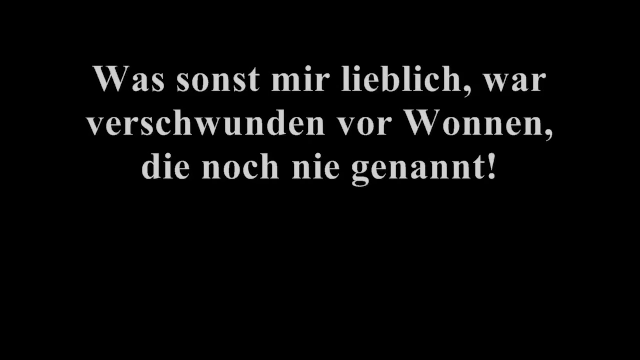 Was sonst mir lieblich, war
verschwunden vor Wonnen,
die noch nie genannt!